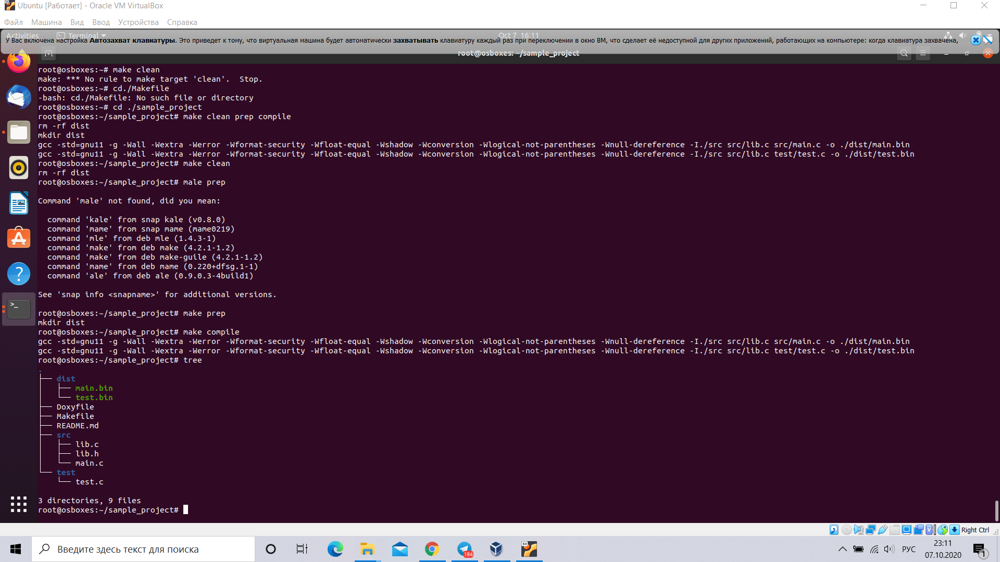 Ubuntu [Работает] - Oracle VM VirtualBox
Файл Машина Вид Ввод Устройства Справка
Activities Terminal Oct 7 16:11
У Вас включена настройка Автозахват клавиатуры. Это приведет к тому, что виртуальная машина будет автоматически захватывать клавиатуру каждый раз при переключении в окно ВМ, что сделает её недоступной для других приложений, работающих на компьютере: когда клавиатура захвачена,
root@osboxes: ~/sample_project
root@osboxes:~# make clean
make: *** No rule to make target 'clean'.  Stop.
root@osboxes:~# cd./Makefile
-bash: cd./Makefile: No such file or directory
root@osboxes:~# cd ./sample_project
root@osboxes:~/sample_project# make clean prep compile
rm -rf dist
mkdir dist
gcc -std=gnu11 -g -Wall -Wextra -Werror -Wformat-security -Wfloat-equal -Wshadow -Wconversion -Wlogical-not-parentheses -Wnull-dereference -I./src src/lib.c src/main.c -o ./dist/main.bin
gcc -std=gnu11 -g -Wall -Wextra -Werror -Wformat-security -Wfloat-equal -Wshadow -Wconversion -Wlogical-not-parentheses -Wnull-dereference -I./src src/lib.c test/test.c -o ./dist/test.bin
root@osboxes:~/sample_project# make clean
rm -rf dist
root@osboxes:~/sample_project# male prep
Command 'male' not found, did you mean:
command 'kale' from snap kale (v0.8.0)
command 'mame' from snap mame (mame0219)
command 'mle' from deb mle (1.4.3-1)
command 'make' from deb make (4.2.1-1.2)
command 'make' from deb make-guile (4.2.1-1.2)
command 'mame' from deb mame (0.220+dfsg.1-1)
command 'ale' from deb ale (0.9.0.3-4build1)
See 'snap info <snapname>' for additional versions.
root@osboxes:~/sample_project# make prep
mkdir dist
root@osboxes:~/sample_project# make compile
gcc -std=gnu11 -g -Wall -Wextra -Werror -Wformat-security -Wfloat-equal -Wshadow -Wconversion -Wlogical-not-parentheses -Wnull-dereference -I./src src/lib.c src/main.c -o ./dist/main.bin
gcc -std=gnu11 -g -Wall -Wextra -Werror -Wformat-security -Wfloat-equal -Wshadow -Wconversion -Wlogical-not-parentheses -Wnull-dereference -I./src src/lib.c test/test.c -o ./dist/test.bin
root@osboxes:~/sample_project# tree
.
├── dist
│   ├── main.bin
│   └── test.bin
├── Doxyfile
├── Makefile
├── README.md
├── src
│   ├── lib.c
│   ├── lib.h
│   └── main.c
└── test
    └── test.c
3 directories, 9 files
root@osboxes:~/sample_project#
Right Ctrl
Введите здесь текст для поиска
184
64
РУС
23:11
07.10.2020
1